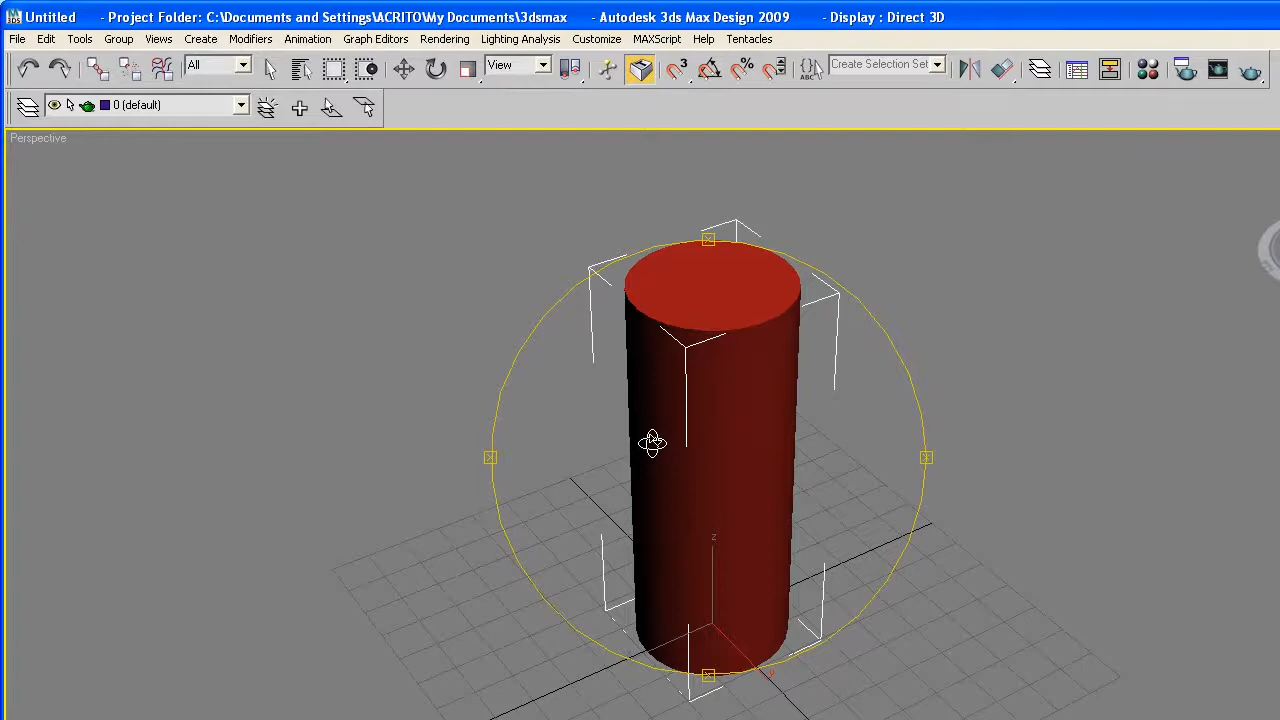 Untitled - Project Folder: C:\Documents and Settings\ACRITO\My Documents\3dsmax - Autodesk 3ds Max Design 2009 - Display : Direct 3D
File Edit Tools Group Views Create Modifiers Animation Graph Editors Rendering Lighting Analysis Customize MAXScript Help Tentacles
All View 3 % ABC Create Selection Set
0 (default)
Perspective
z